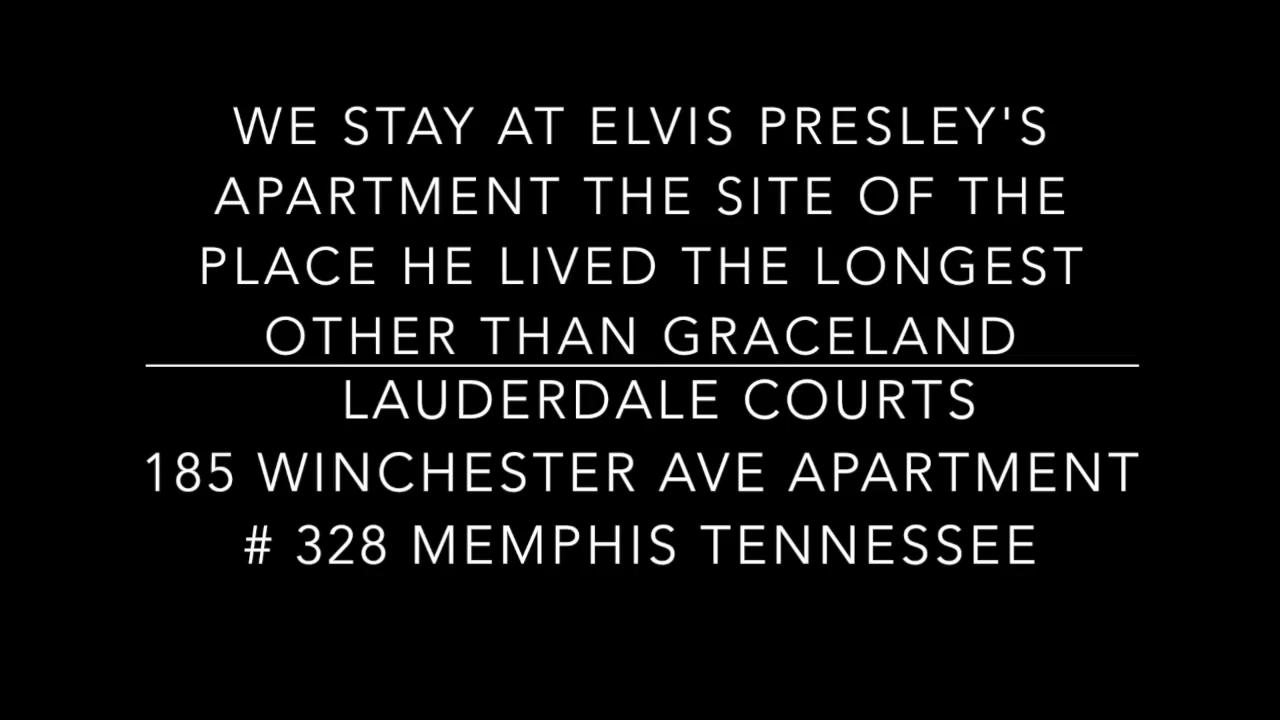 WE STAY AT ELVIS PRESLEY'S
APARTMENT THE SITE OF THE
PLACE HE LIVED THE LONGEST
OTHER THAN GRACELAND
LAUDERDALE COURTS
185 WINCHESTER AVE APARTMENT
# 328 MEMPHIS TENNESSEE